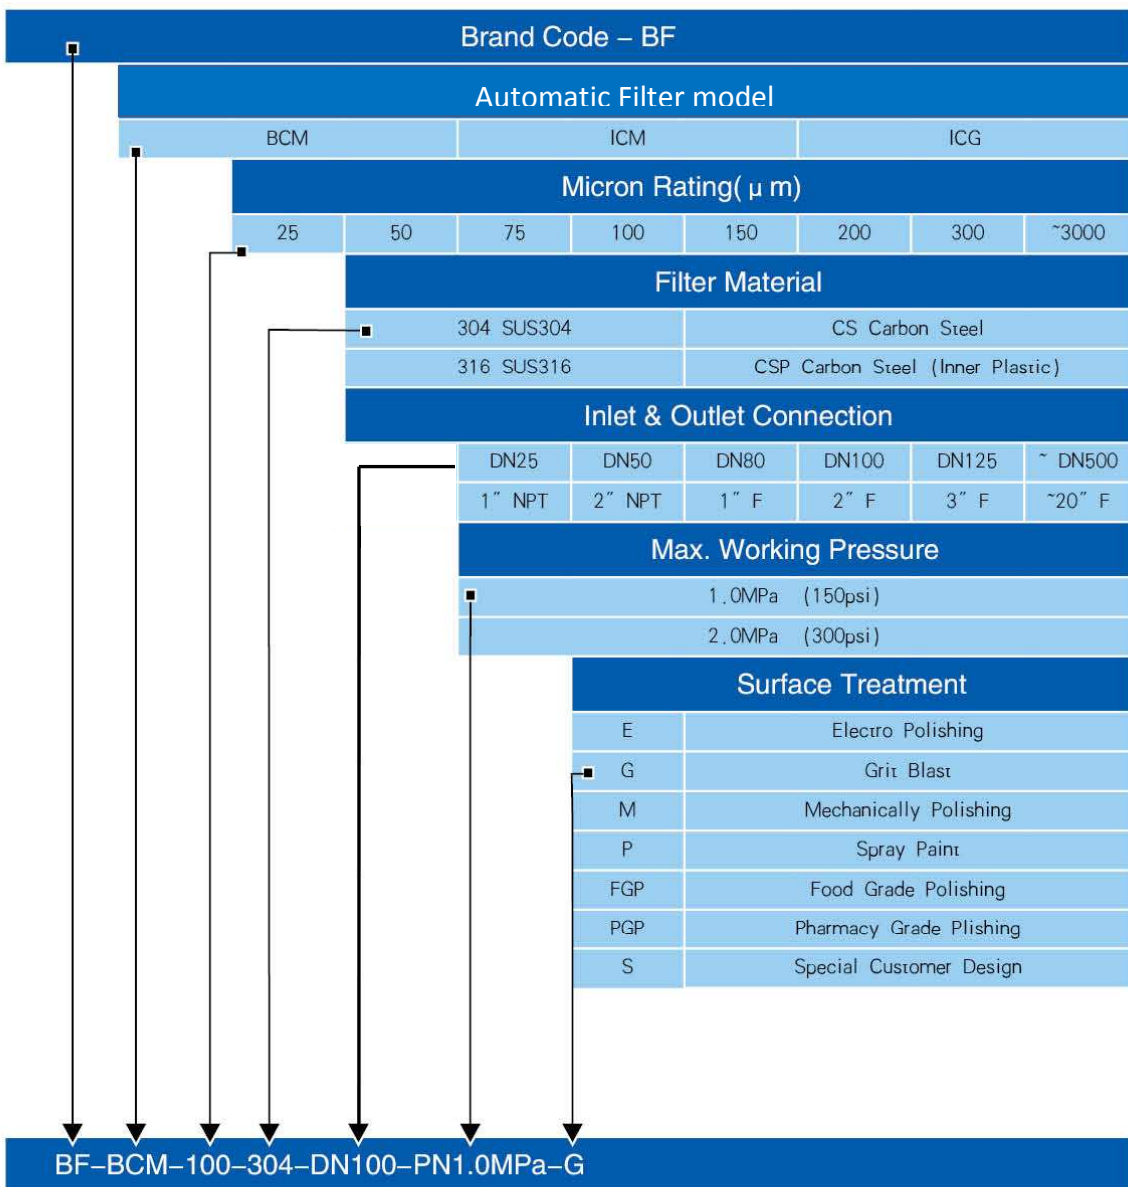 Brand Code – BF
Automatic Filter model
BCM ICM ICG
Micron Rating( μ m)
25 50 75 100 150 200 300 ~3000
Filter Material
304 SUS304 CS Carbon Steel
316 SUS316 CSP Carbon Steel (Inner Plastic)
Inlet & Outlet Connection
DN25 DN50 DN80 DN100 DN125 ~ DN500
1″ NPT 2″ NPT 1″ F 2″ F 3″ F ~20″ F
Max. Working Pressure
1.0MPa (150psi)
2.0MPa (300psi)
Surface Treatment
E Electro Polishing
G Grit Blast
M Mechanically Polishing
P Spray Paint
FGP Food Grade Polishing
PGP Pharmacy Grade Plishing
S Special Customer Design
BF–BCM–100–304–DN100–PN1.0MPa–G